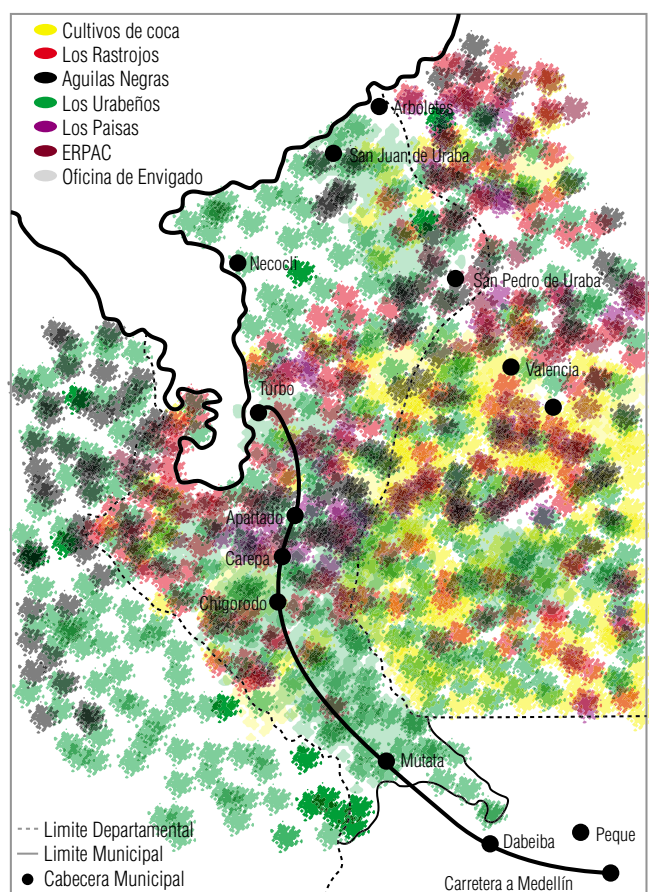 Cultivos de coca
Los Rastrojos
Aguilas Negras
Los Urabeños
Los Paisas
ERPAC
Oficina de Envigado
Arboletes
San Juan de Uraba
Necocli
San Pedro de Uraba
Valencia
Turbo
Apartado
Carepa
Chigorodo
Mutata
Dabeiba
Peque
Carretera a Medellín
Limite Departamental
Limite Municipal
Cabecera Municipal